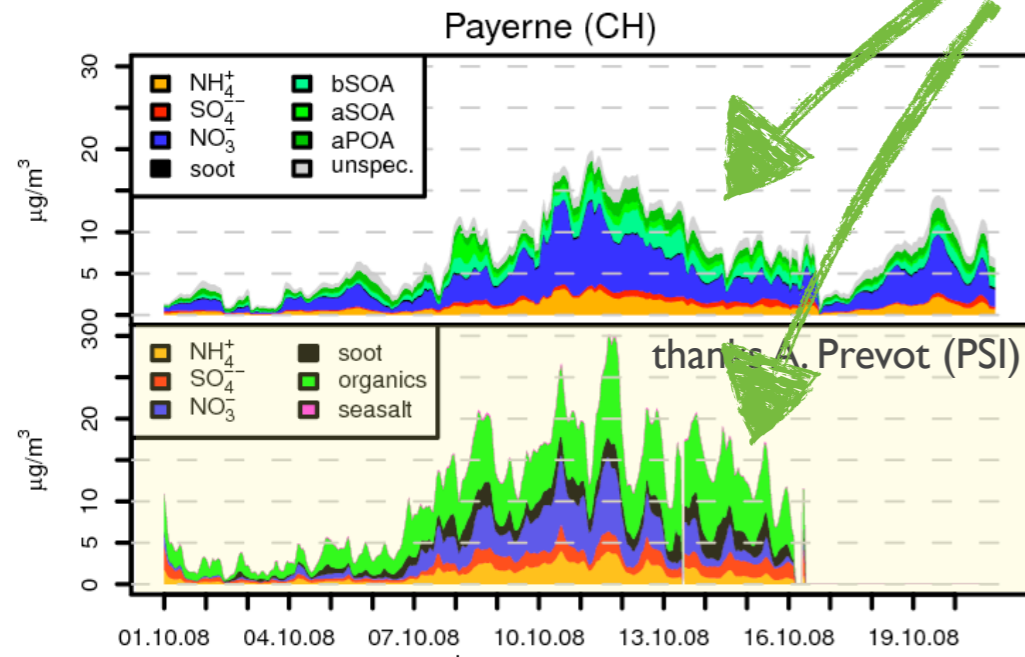 Payerne (CH)
30
20
10
5
0
µg/m³
NH₄⁺
SO₄⁻⁻
NO₃⁻
soot
bSOA
aSOA
aPOA
unspec.
30
20
10
5
0
µg/m³
NH₄⁺
SO₄⁻⁻
NO₃⁻
soot
organics
seasalt
thanks A. Prevot (PSI)
01.10.08 04.10.08 07.10.08 10.10.08 13.10.08 16.10.08 19.10.08